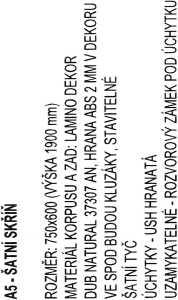 A5 - ŠATNÍ SKŘÍŇ
ROZMĚR: 750x600 (VÝŠKA 1900 mm)
MATERIÁL KORPUSU A ZAD: LAMINO DEKOR
DUB NATURAL 37307 AN, HRANA ABS 2 MM V DEKORU
VE SPOD BUDOU KLUZÁKY, STAVITELNÉ
ŠATNÍ TYČ
ÚCHYTKY - USH HRANATÁ
UZAMYKATELNÉ - ROZVOROVÝ ZÁMEK POD ÚCHYTKU